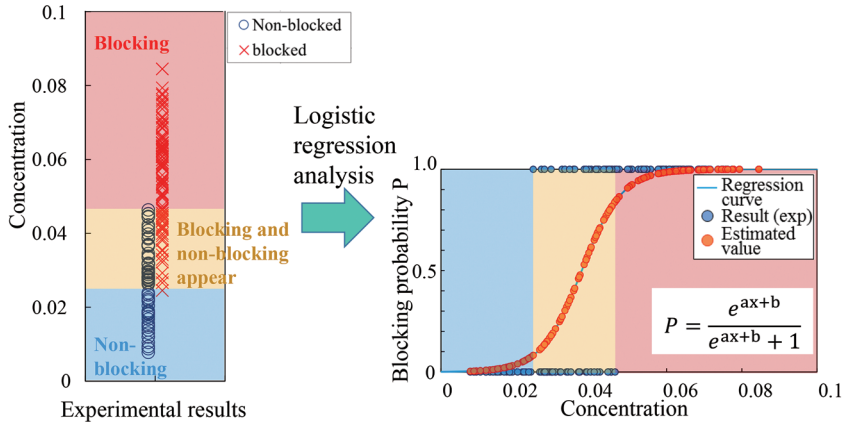 0.1
0.08
0.06
0.04
0.02
0
Concentration
Blocking
Blocking and
non-blocking
appear
Non-
blocking
Experimental results
Non-blocked
blocked
Logistic
regression
analysis
1.0
0.5
0
Blocking probability P
0
0.02
0.04
0.06
0.08
0.1
Concentration
Regression
curve
Result (exp)
Estimated
value
P = e^{ax+b} / (e^{ax+b} + 1)